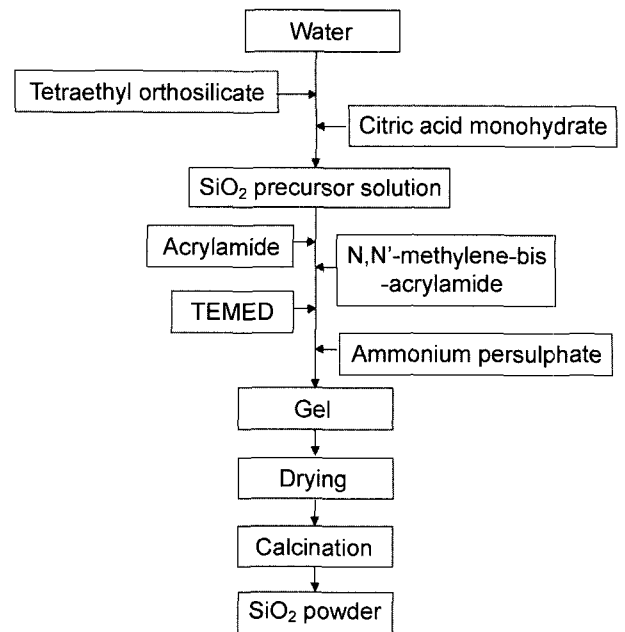 Water
Tetraethyl orthosilicate
Citric acid monohydrate
SiO₂ precursor solution
Acrylamide
N,N'-methylene-bis
-acrylamide
TEMED
Ammonium persulphate
Gel
Drying
Calcination
SiO₂ powder